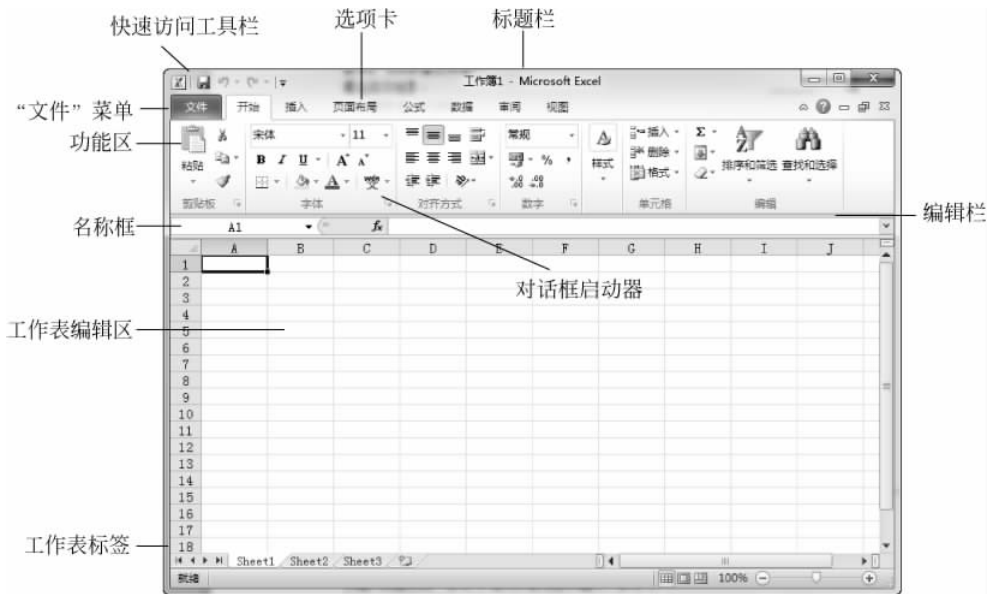 快速访问工具栏 选项卡 标题栏
工作簿1 - Microsoft Excel
“文件”菜单
文件 开始 插入 页面布局 公式 数据 审阅 视图
功能区
宋体 11 常规 插入 Σ
粘贴 B I U A A % , 样式 删除 排序和筛选 查找和选择
A 格式
剪贴板 字体 对齐方式 数字 单元格 编辑
编辑栏
名称框
A1 fx
A B C D E F G H I J
1
2
3
对话框启动器
4
工作表编辑区
5
6
7
8
9
10
11
12
13
14
15
16
17
工作表标签
18
Sheet1 Sheet2 Sheet3
就绪 100%